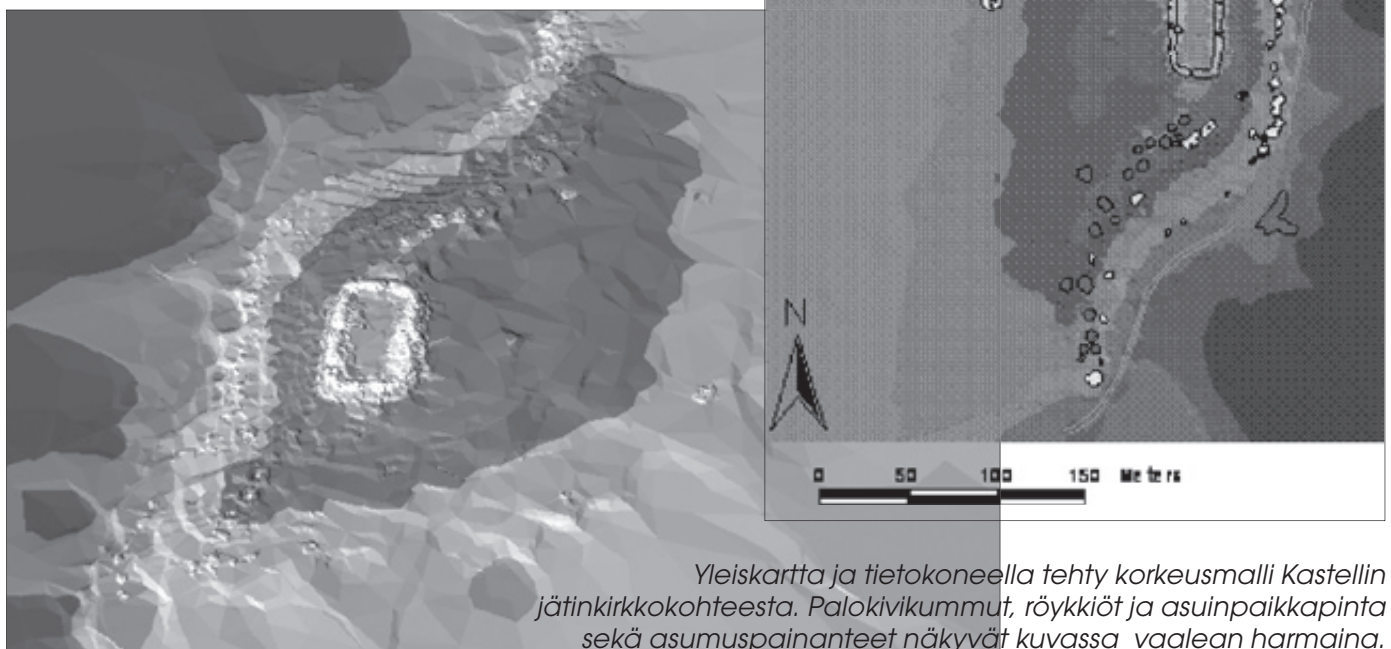 N
0 50 100 150 Meters
Yleiskartta ja tietokoneella tehty korkeusmalli Kastellin
jätinkirkkokohteesta. Palokivikummut, röykkiöt ja asuinpaikkapinta
sekä asumuspainanteet näkyvät kuvassa vaalean harmaina.